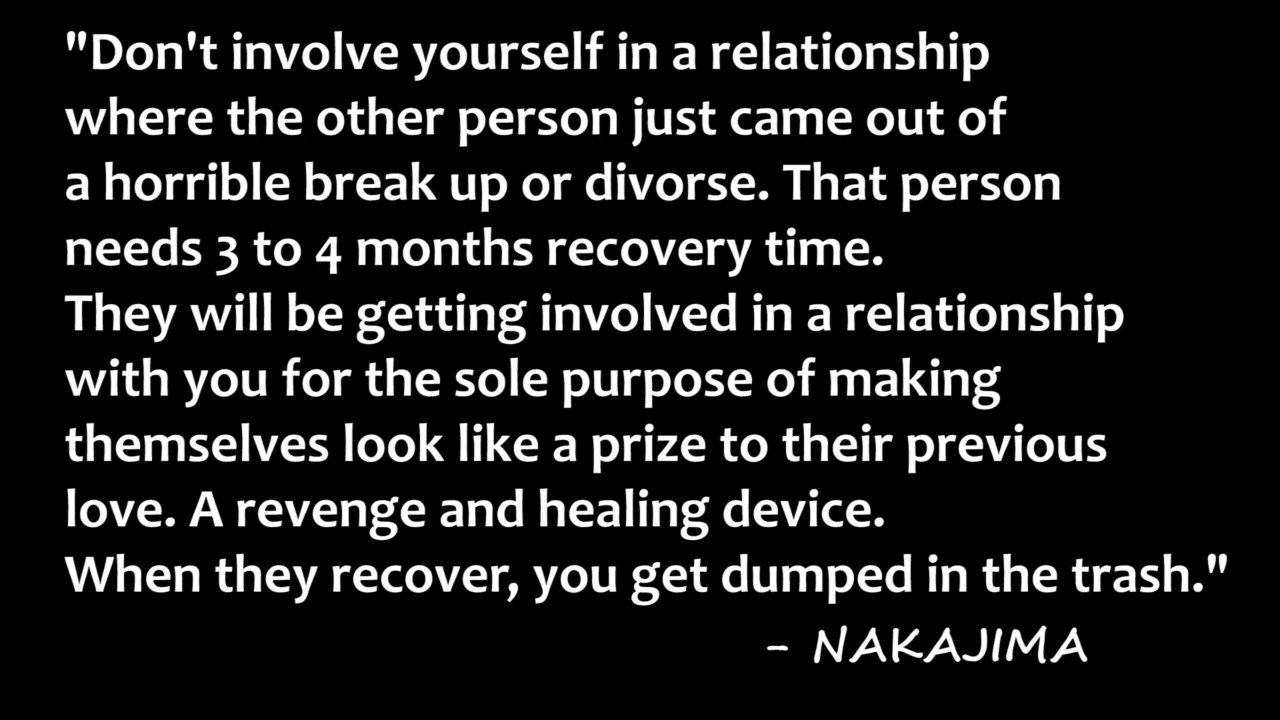 "Don't involve yourself in a relationship
where the other person just came out of
a horrible break up or divorse. That person
needs 3 to 4 months recovery time.
They will be getting involved in a relationship
with you for the sole purpose of making
themselves look like a prize to their previous
love. A revenge and healing device.
When they recover, you get dumped in the trash."
- NAKAJIMA